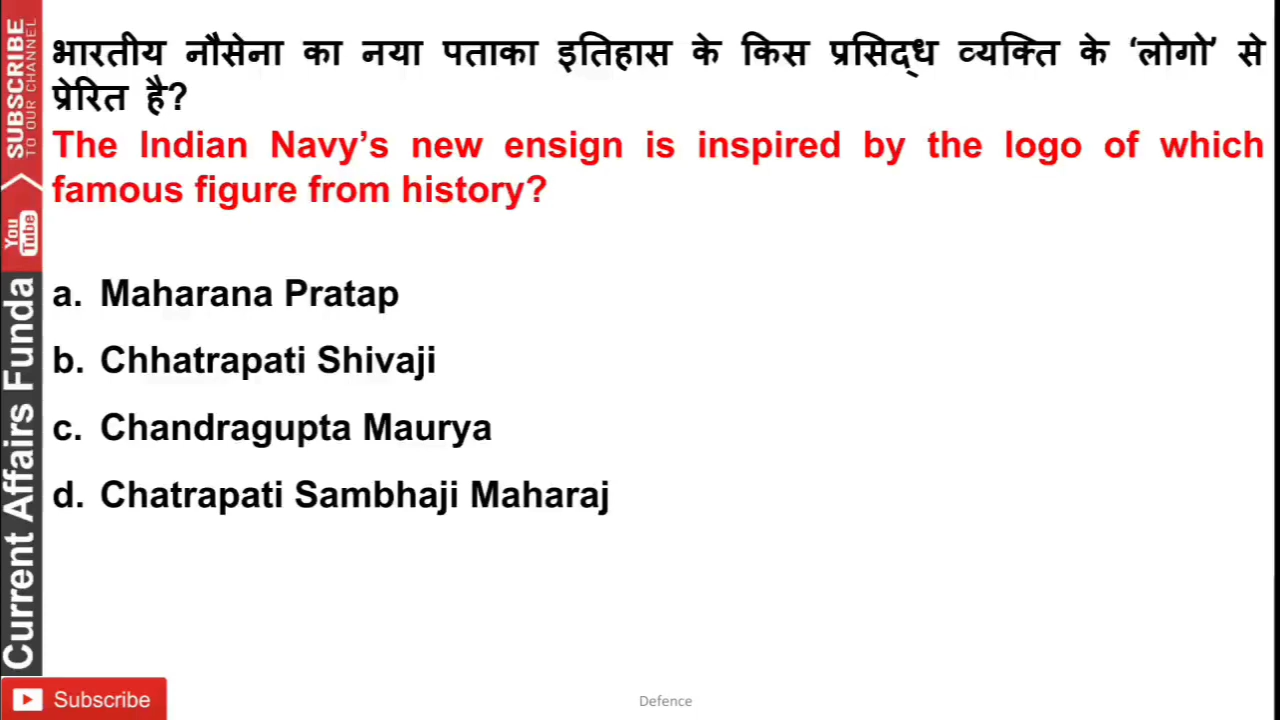 भारतीय नौसेना का नया पताका इतिहास के किस प्रसिद्ध व्यक्ति के ‘लोगो’ से
प्रेरित है?
The Indian Navy’s new ensign is inspired by the logo of which
famous figure from history?
a. Maharana Pratap
b. Chhatrapati Shivaji
c. Chandragupta Maurya
d. Chatrapati Sambhaji Maharaj
SUBSCRIBE
TO OUR CHANNEL
You
Tube
Current Affairs Funda
Subscribe
Defence